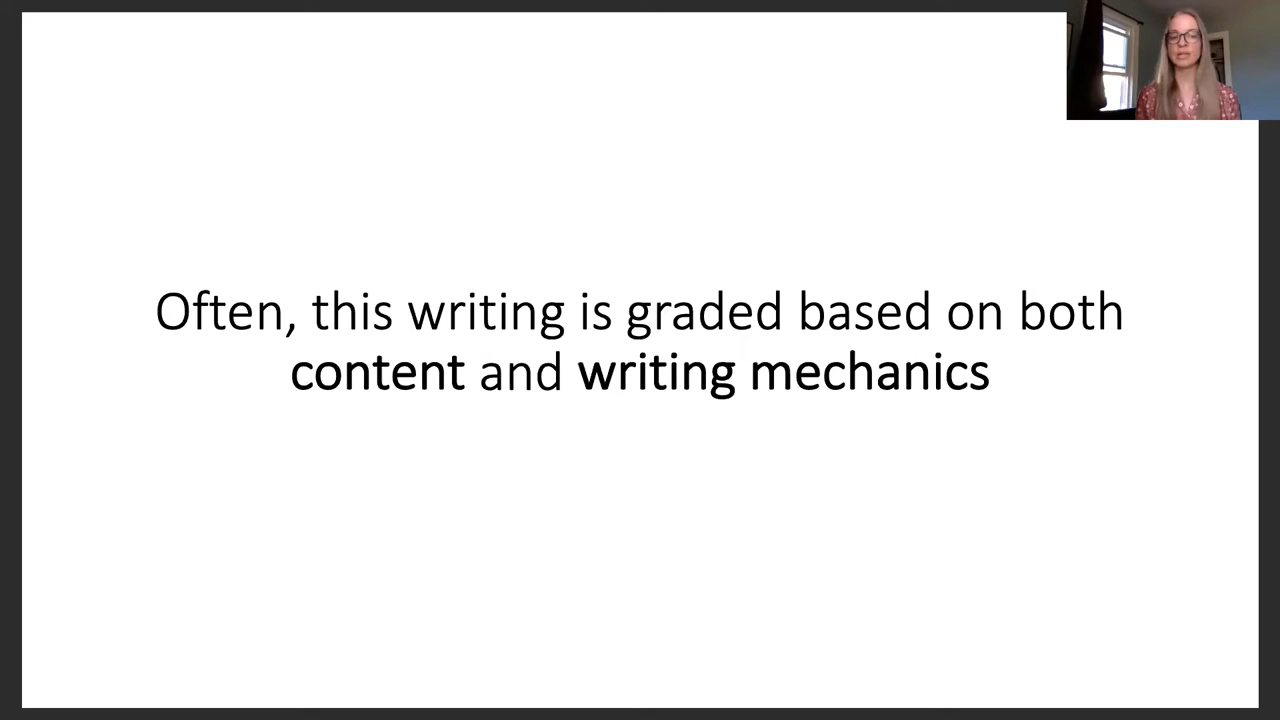 Often, this writing is graded based on both
content and writing mechanics